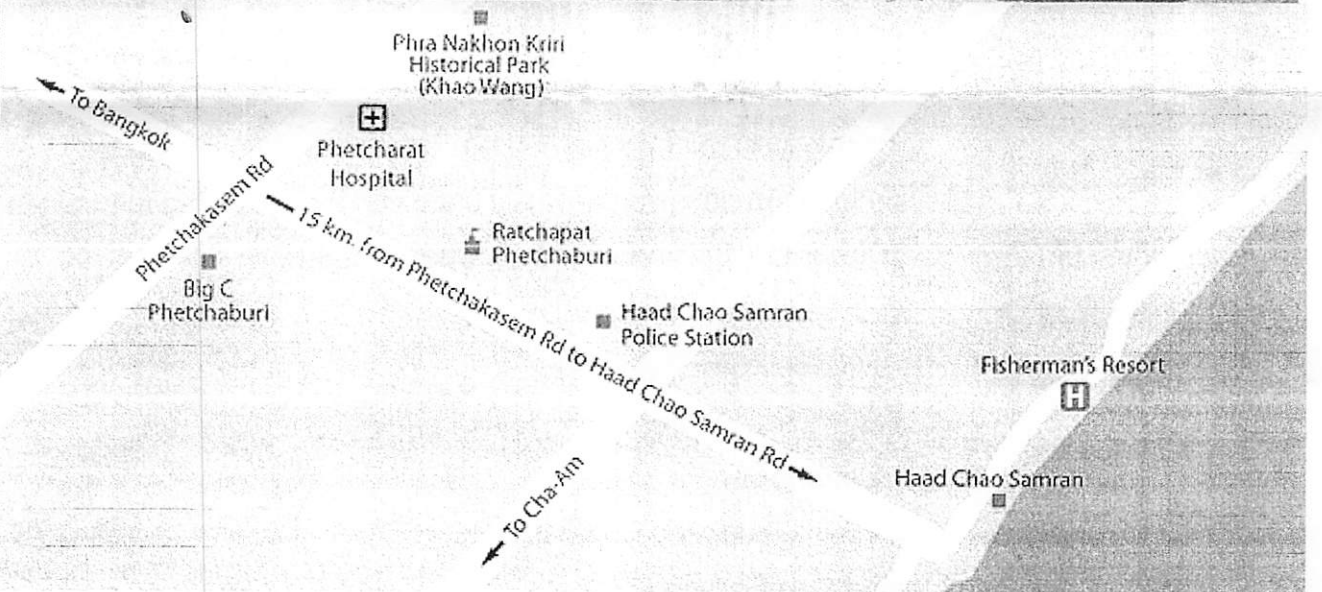 Phra Nakhon Kriri
Historical Park
(Khao Wang)
To Bangkok
Phetcharat
Hospital
Phetchakasem Rd
15 km. from Phetchakasem Rd to Haad Chao Samran Rd
Ratchapat
Phetchaburi
Big C
Phetchaburi
Haad Chao Samran
Police Station
Fisherman's Resort
H
Haad Chao Samran
To Cha-Am